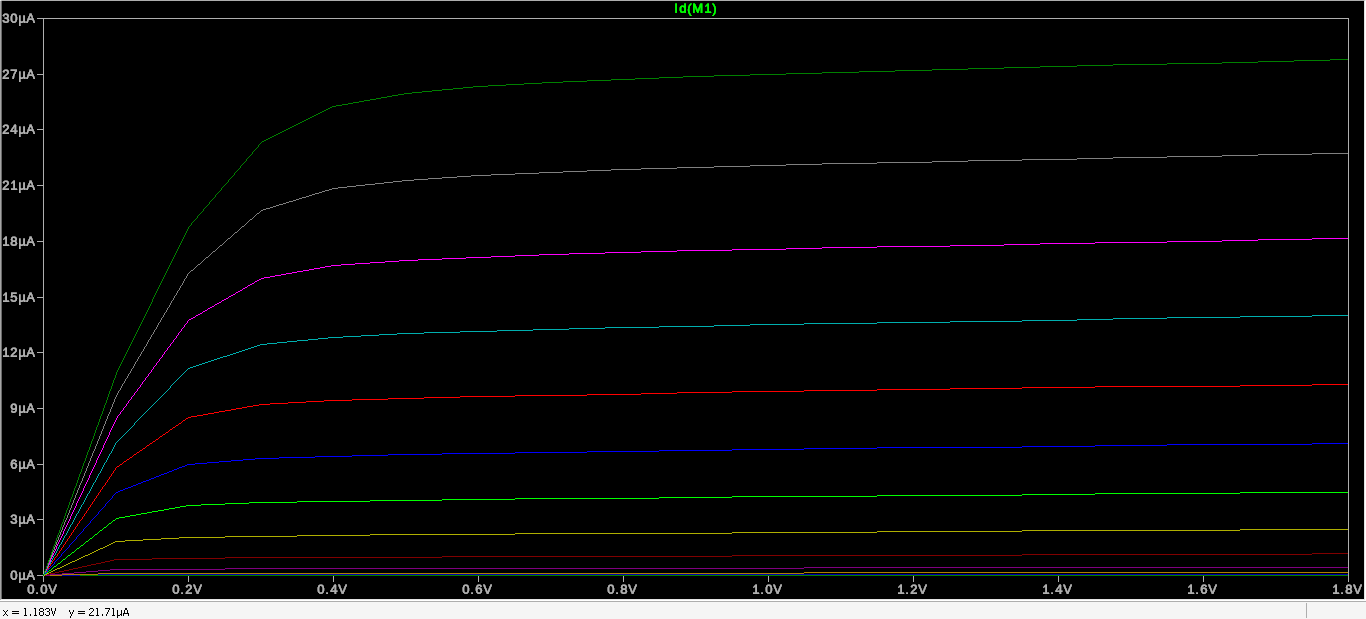 Id(M1)
30µA
27µA
24µA
21µA
18µA
15µA
12µA
9µA
6µA
3µA
0µA
0.0V 0.2V 0.4V 0.6V 0.8V 1.0V 1.2V 1.4V 1.6V 1.8V
x = 1.183V y = 21.71µA